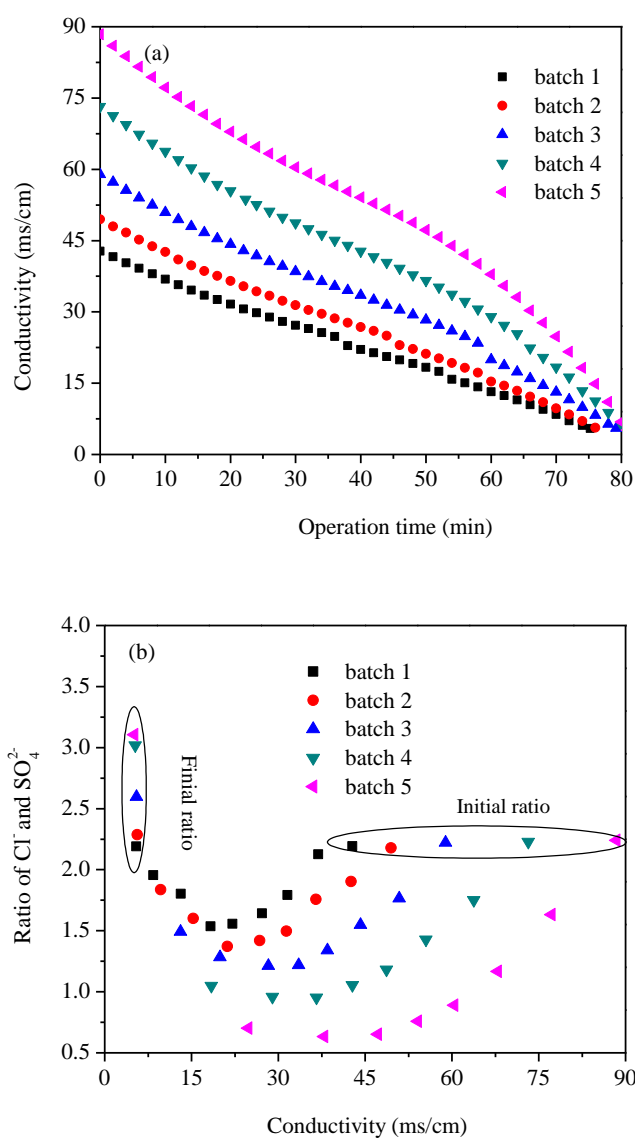 90
(a)
75
60
45
30
15
0
Conductivity (ms/cm)
batch 1
batch 2
batch 3
batch 4
batch 5
0 10 20 30 40 50 60 70 80
Operation time (min)
4.0
(b)
3.5
3.0
2.5
2.0
1.5
1.0
0.5
Ratio of Cl⁻ and SO₄²⁻
batch 1
batch 2
batch 3
batch 4
batch 5
Finial ratio
Initial ratio
0 15 30 45 60 75 90
Conductivity (ms/cm)